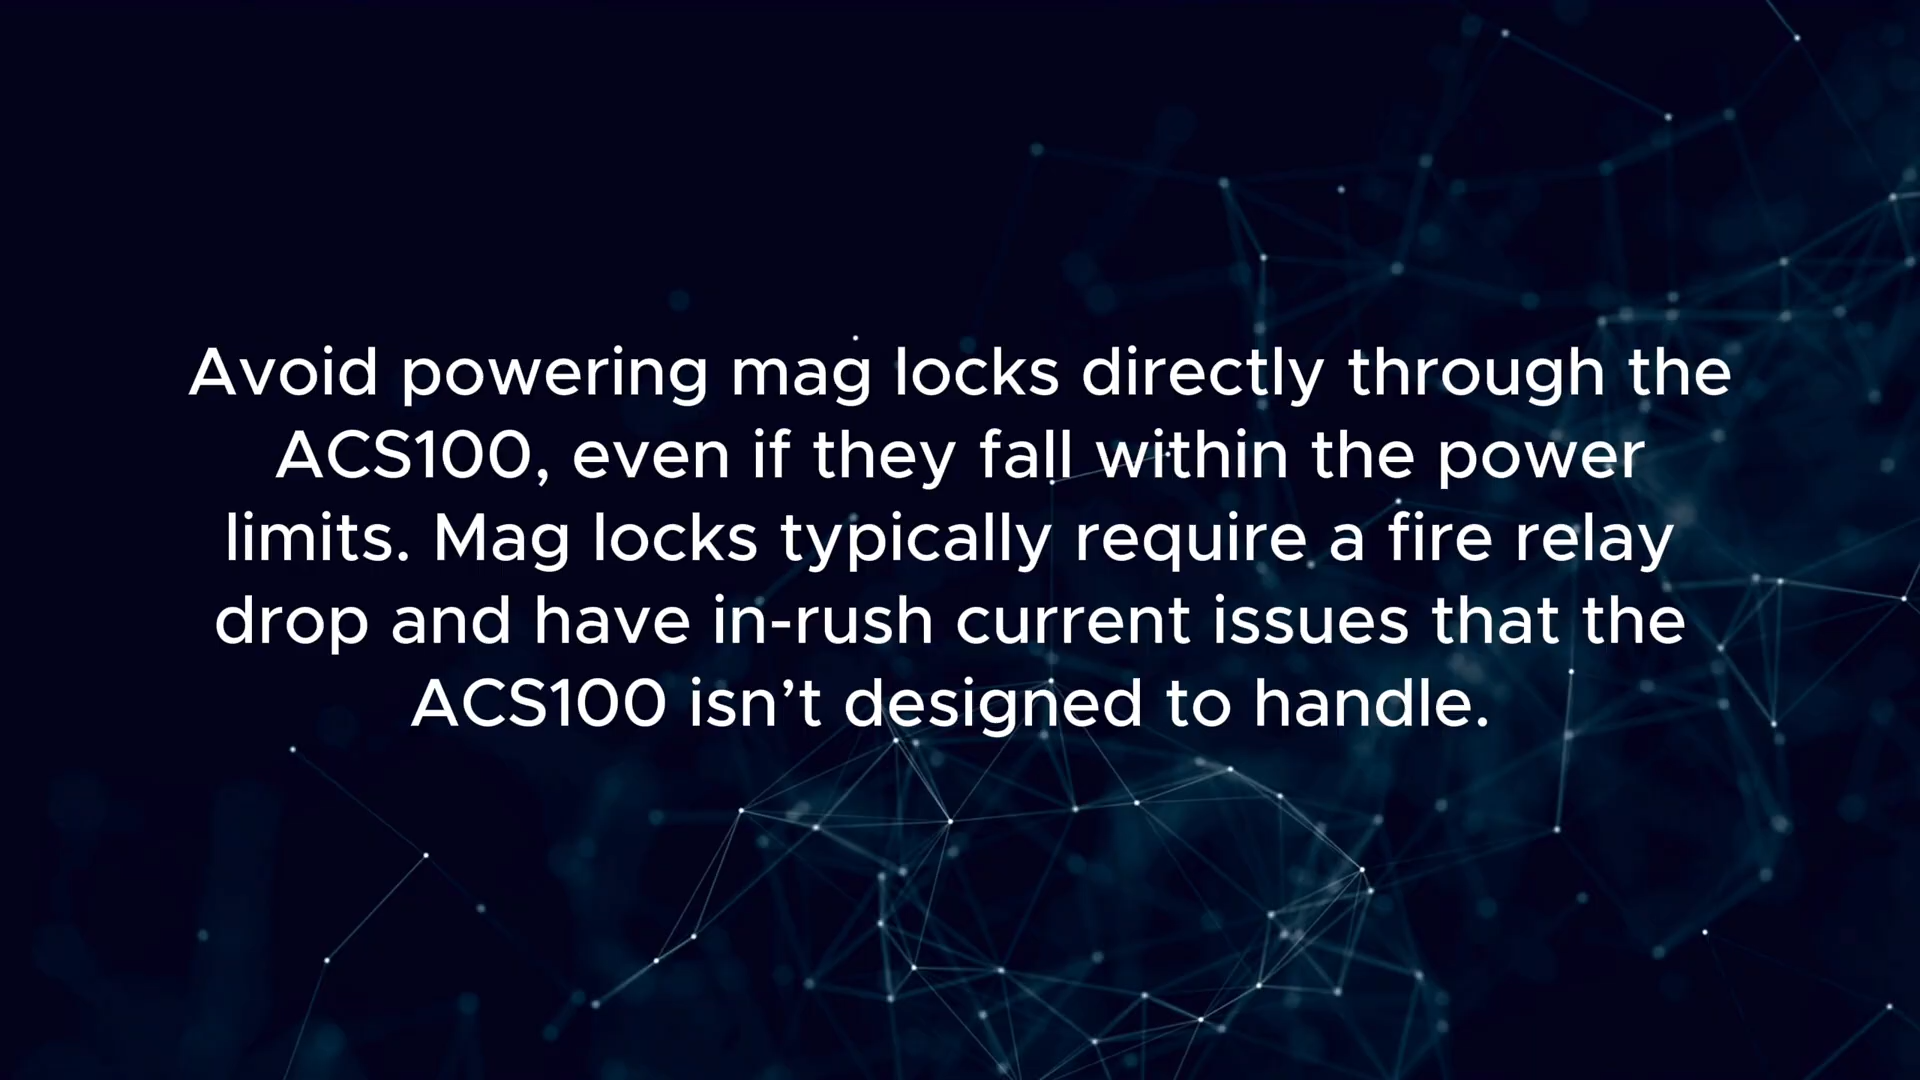 Avoid powering mag locks directly through the
ACS100, even if they fall within the power
limits. Mag locks typically require a fire relay
drop and have in-rush current issues that the
ACS100 isn’t designed to handle.